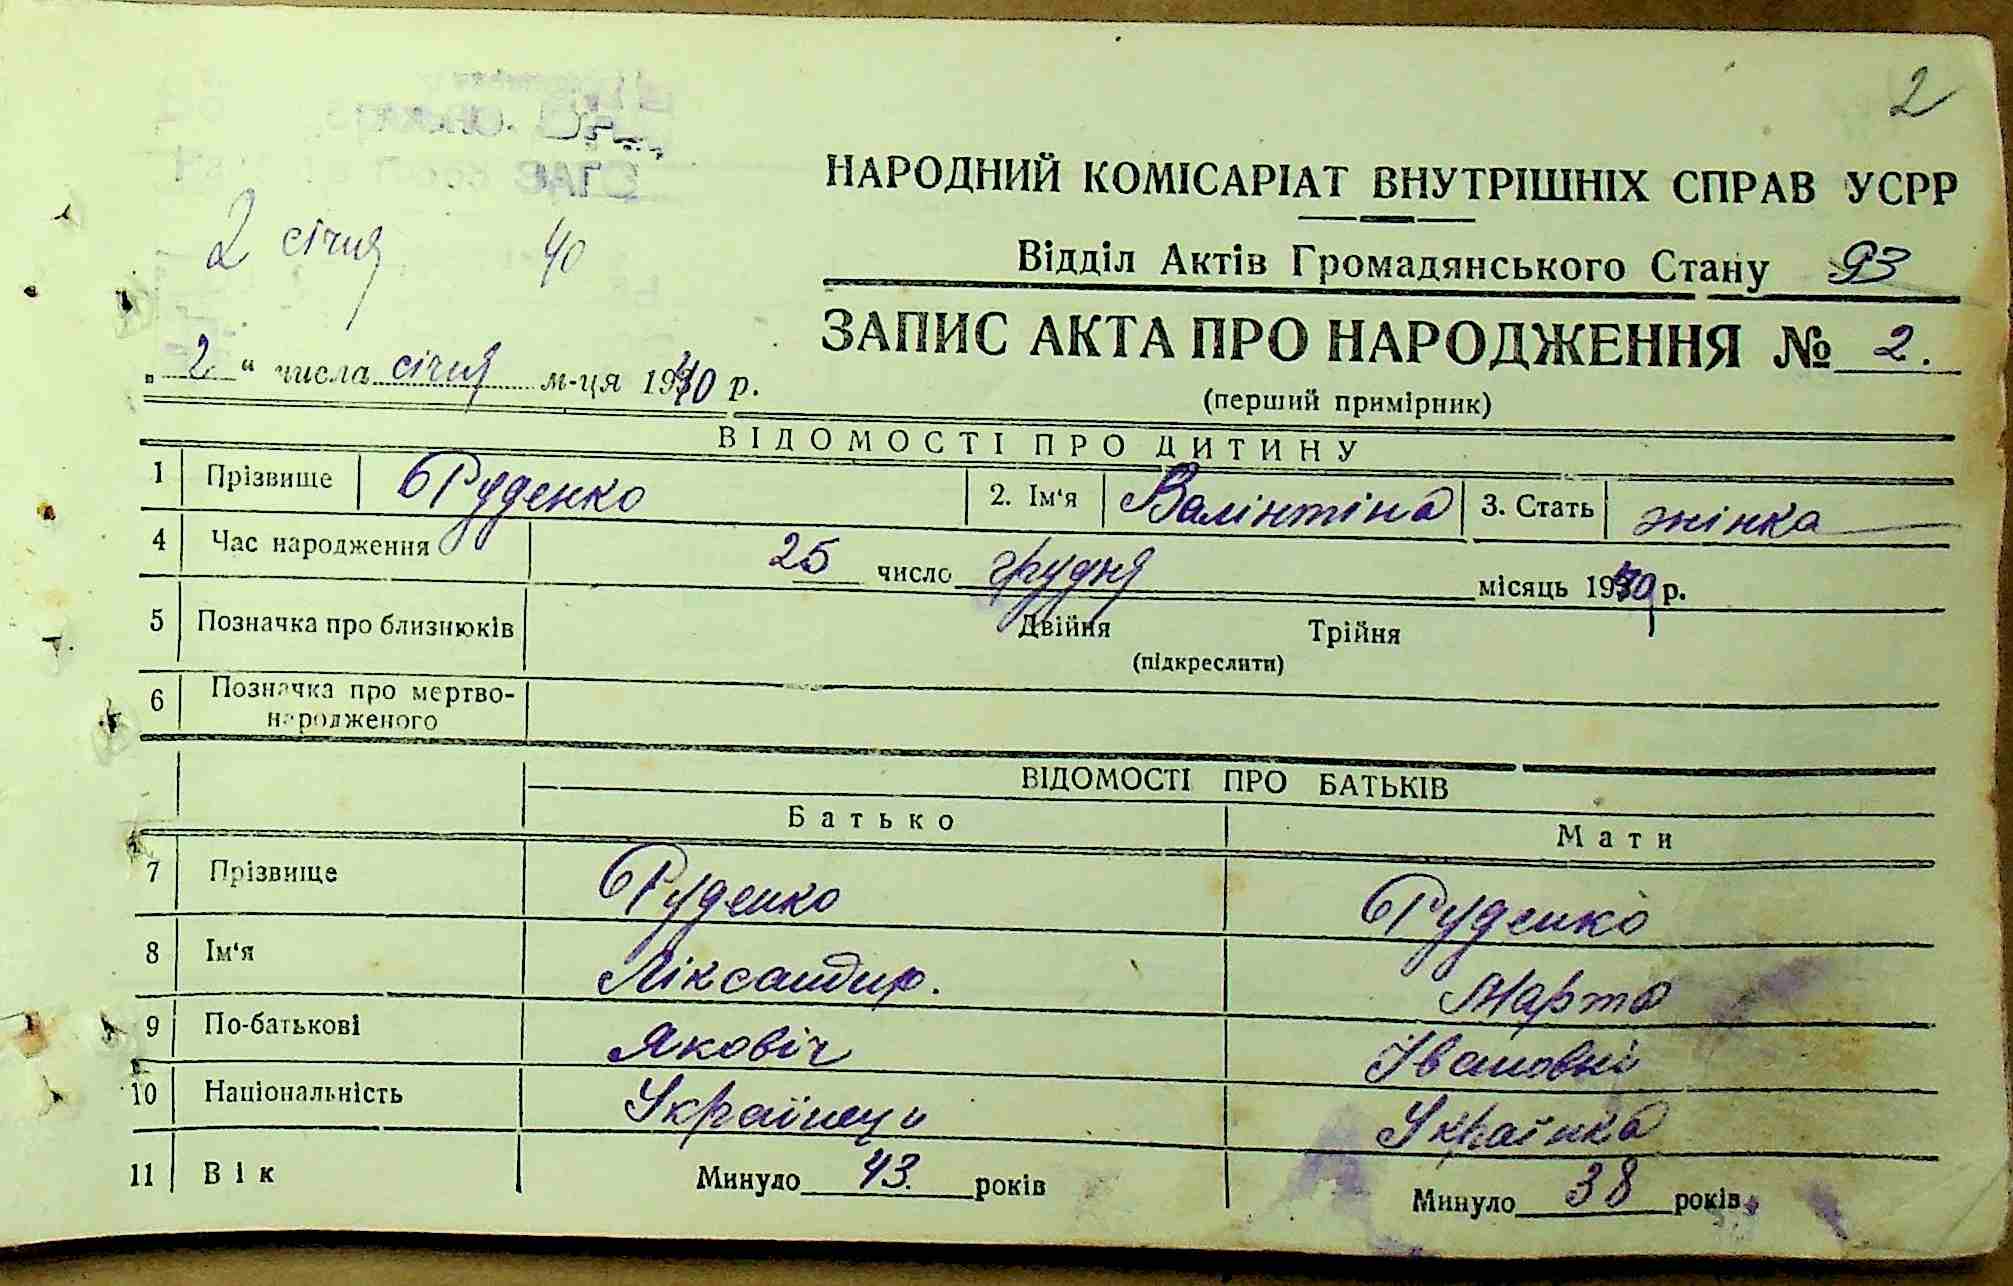 2
ЗАГС
НАРОДНИЙ КОМІСАРІАТ ВНУТРІШНІХ СПРАВ УСРР
2 січня 40
Відділ Актів Громадянського Стану 93
ЗАПИС АКТА ПРО НАРОДЖЕННЯ № 2.
„2“ числа січня м-ця 1940 р.
(перший примірник)
ВІДОМОСТІ ПРО ДИТИНУ
1 Прізвище Руденко 2. Ім‘я Валінтіна 3. Стать жінка
4 Час народження 25 число грудня місяць 1939 р.
5 Позначка про близнюків Двійня Трійня
(підкреслити)
6 Позначка про мертво-
народженого
ВІДОМОСТІ ПРО БАТЬКІВ
Батько Мати
7 Прізвище Руденко Руденко
8 Ім‘я Ліксандир. Марта
9 По-батькові Яковіч Івановні
10 Національність Українець Українка
11 Вік Минуло 43. років Минуло 38 років